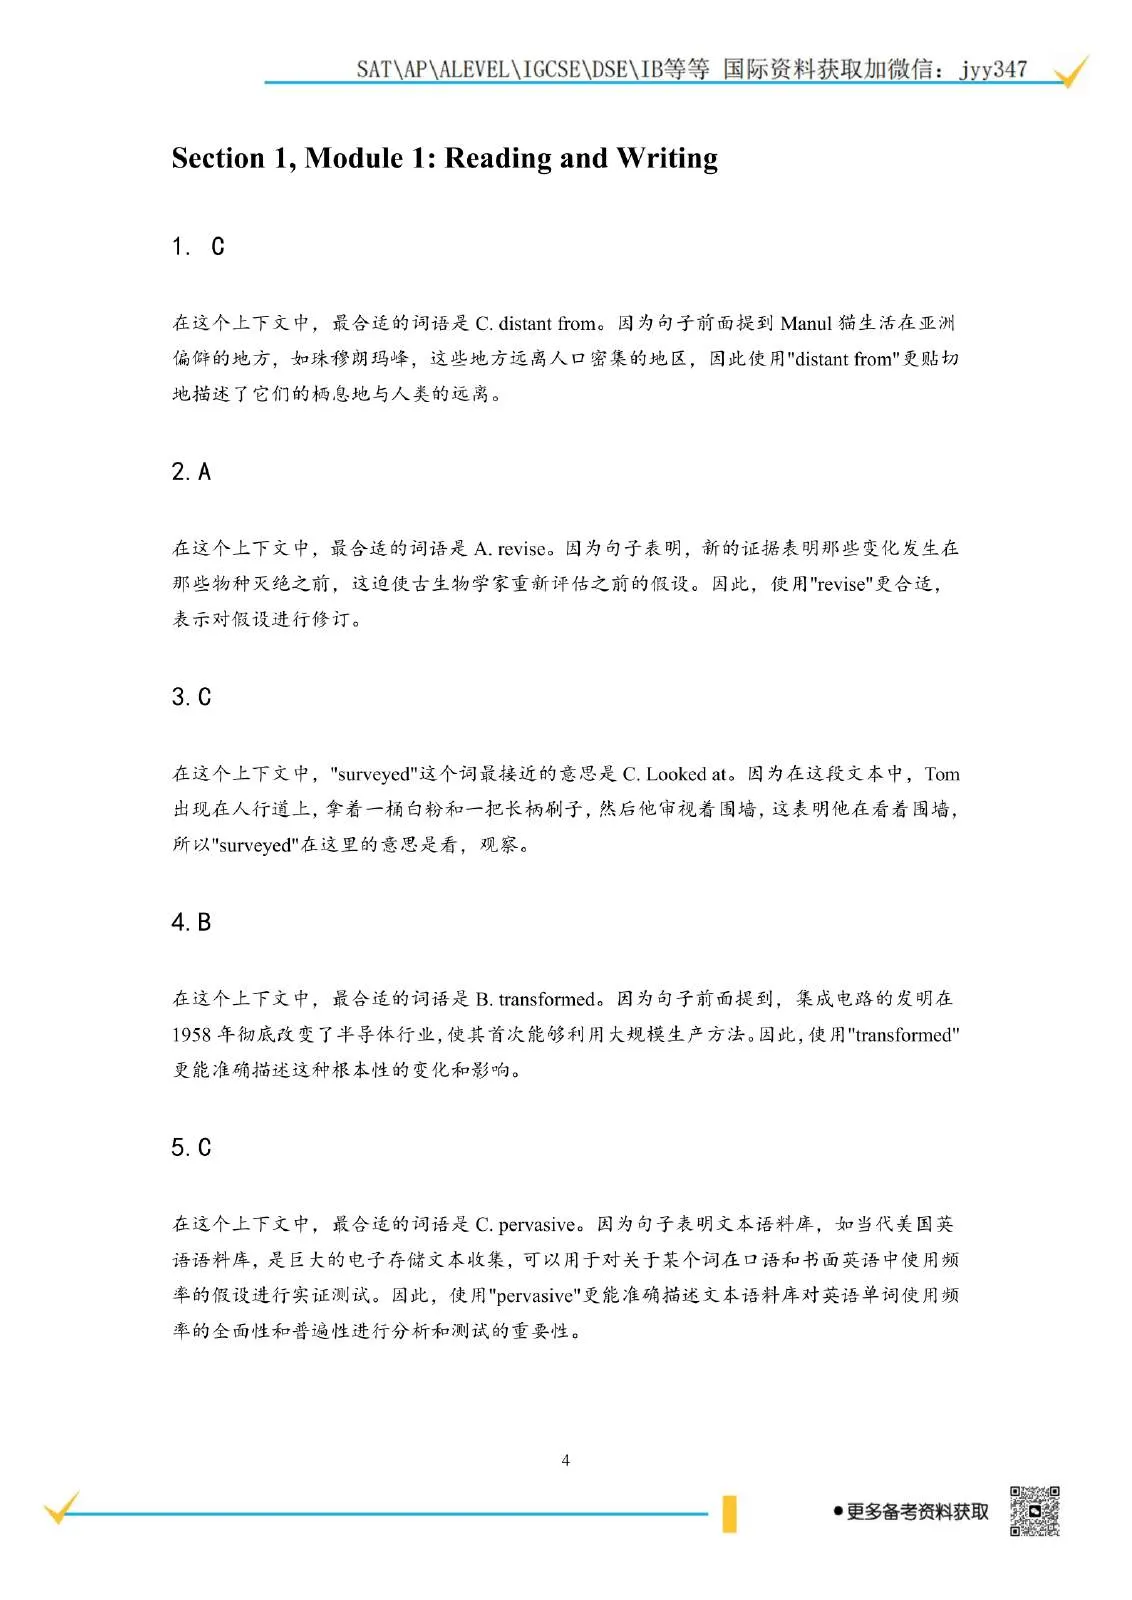 SAT\AP\ALEVEL\IGCSE\DSE\IB等等 国际资料获取加微信：jyy347
Section 1, Module 1: Reading and Writing
1. C
在这个上下文中，最合适的词语是 C. distant from。因为句子前面提到 Manul 猫生活在亚洲
偏僻的地方，如珠穆朗玛峰，这些地方远离人口密集的地区，因此使用"distant from"更贴切
地描述了它们的栖息地与人类的远离。
2. A
在这个上下文中，最合适的词语是 A. revise。因为句子表明，新的证据表明那些变化发生在
那些物种灭绝之前，这迫使古生物学家重新评估之前的假设。因此，使用"revise"更合适，
表示对假设进行修订。
3. C
在这个上下文中，"surveyed"这个词最接近的意思是 C. Looked at。因为在这段文本中，Tom
出现在人行道上，拿着一桶白粉和一把长柄刷子，然后他审视着围墙，这表明他在看着围墙，
所以"surveyed"在这里的意思是看，观察。
4. B
在这个上下文中，最合适的词语是 B. transformed。因为句子前面提到，集成电路的发明在
1958 年彻底改变了半导体行业，使其首次能够利用大规模生产方法。因此，使用"transformed"
更能准确描述这种根本性的变化和影响。
5. C
在这个上下文中，最合适的词语是 C. pervasive。因为句子表明文本语料库，如当代美国英
语语料库，是巨大的电子存储文本收集，可以用于对关于某个词在口语和书面英语中使用频
率的假设进行实证测试。因此，使用"pervasive"更能准确描述文本语料库对英语单词使用频
率的全面性和普遍性进行分析和测试的重要性。
4
●更多备考资料获取